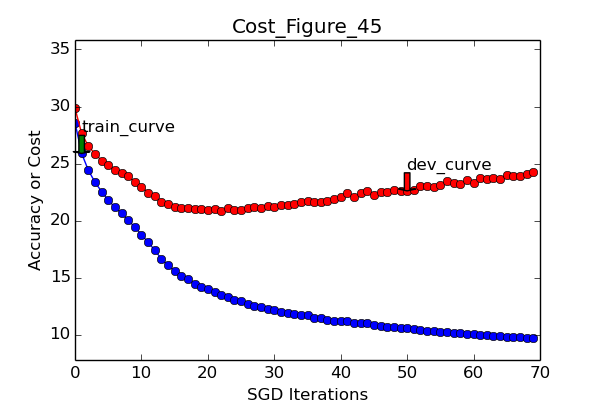 Cost_Figure_45
35
30
25
20
15
10
Accuracy or Cost
train_curve
dev_curve
0 10 20 30 40 50 60 70
SGD Iterations